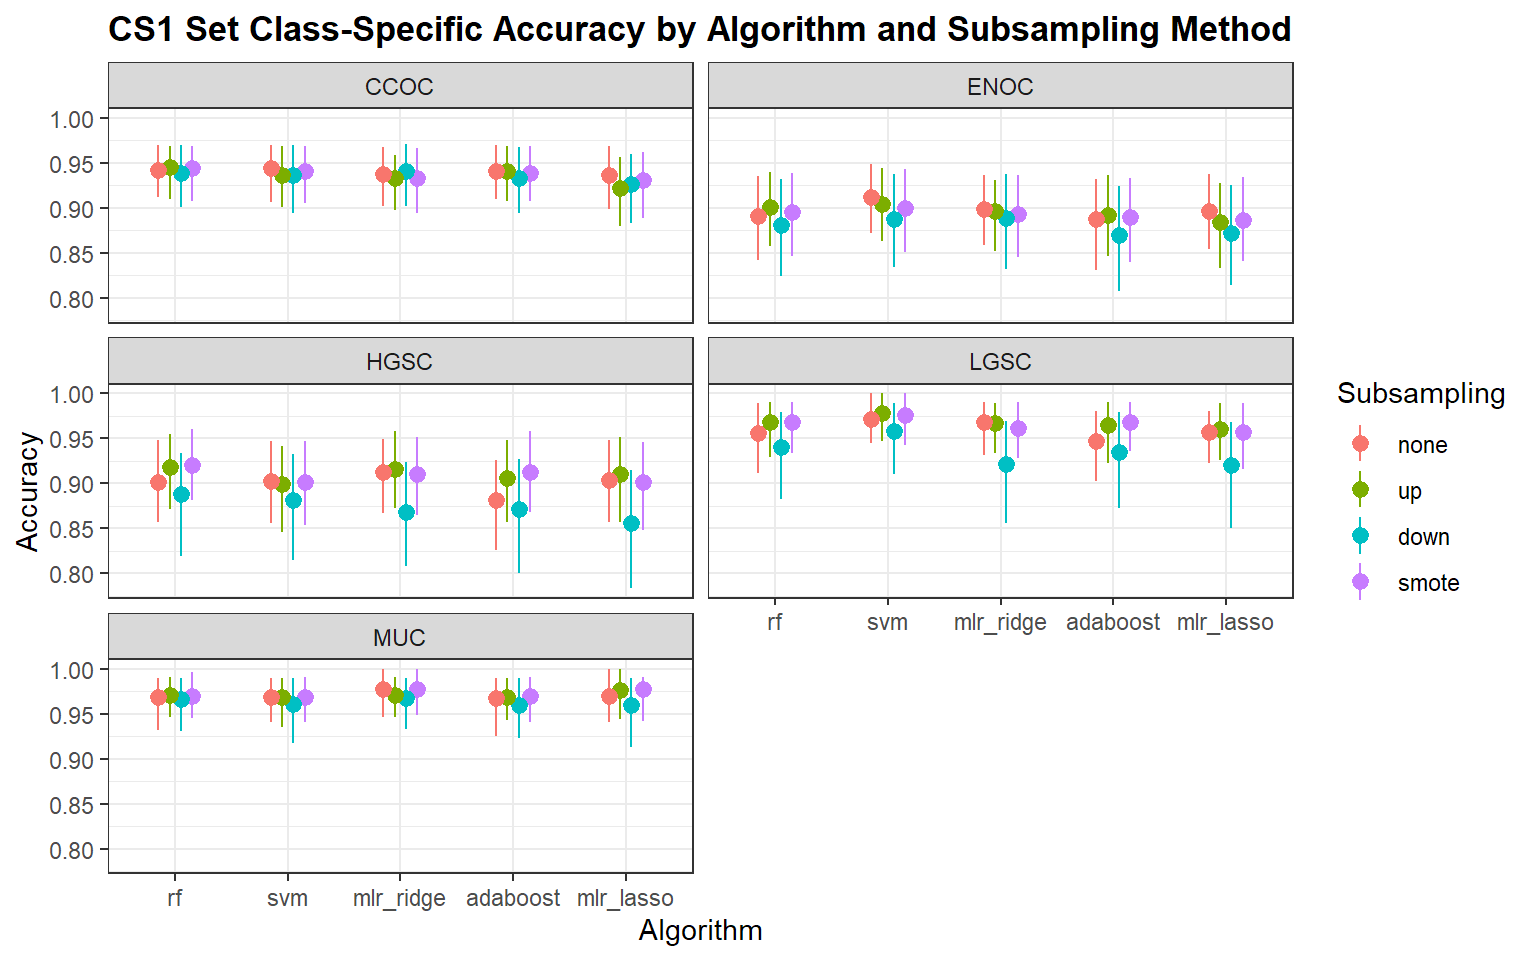 CS1 Set Class-Specific Accuracy by Algorithm and Subsampling Method
CCOC
ENOC
1.00
0.95
0.90
0.85
0.80
HGSC
LGSC
1.00
0.95
0.90
0.85
0.80
Accuracy
rf svm mlr_ridge adaboost mlr_lasso
MUC
1.00
0.95
0.90
0.85
0.80
rf svm mlr_ridge adaboost mlr_lasso
Algorithm
Subsampling
none
up
down
smote